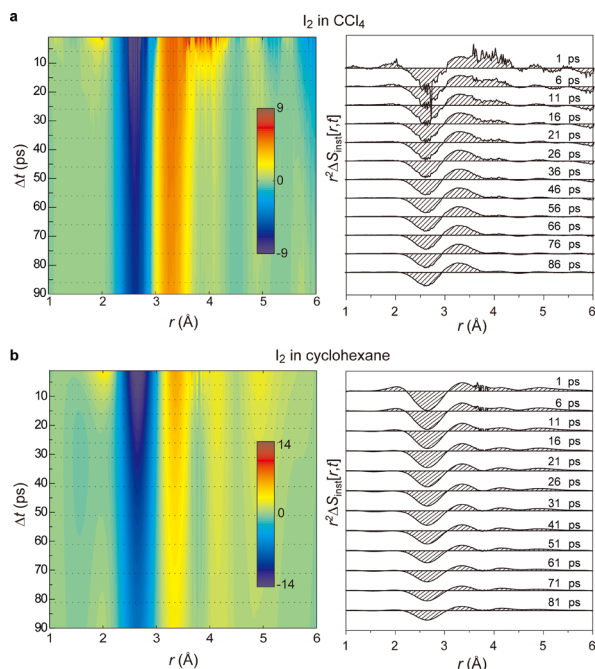 a
I2 in CCl4
Δt (ps)
10
20
30
40
50
60
70
80
90
1 2 3 4 5 6
r (Å)
9
0
-9
r²ΔSinst[r,t]
1 ps
6 ps
11 ps
16 ps
21 ps
26 ps
36 ps
46 ps
56 ps
66 ps
76 ps
86 ps
1 2 3 4 5 6
r (Å)
b
I2 in cyclohexane
Δt (ps)
10
20
30
40
50
60
70
80
90
1 2 3 4 5 6
r (Å)
14
0
-14
r²ΔSinst[r,t]
1 ps
6 ps
11 ps
16 ps
21 ps
26 ps
31 ps
41 ps
51 ps
61 ps
71 ps
81 ps
1 2 3 4 5 6
r (Å)